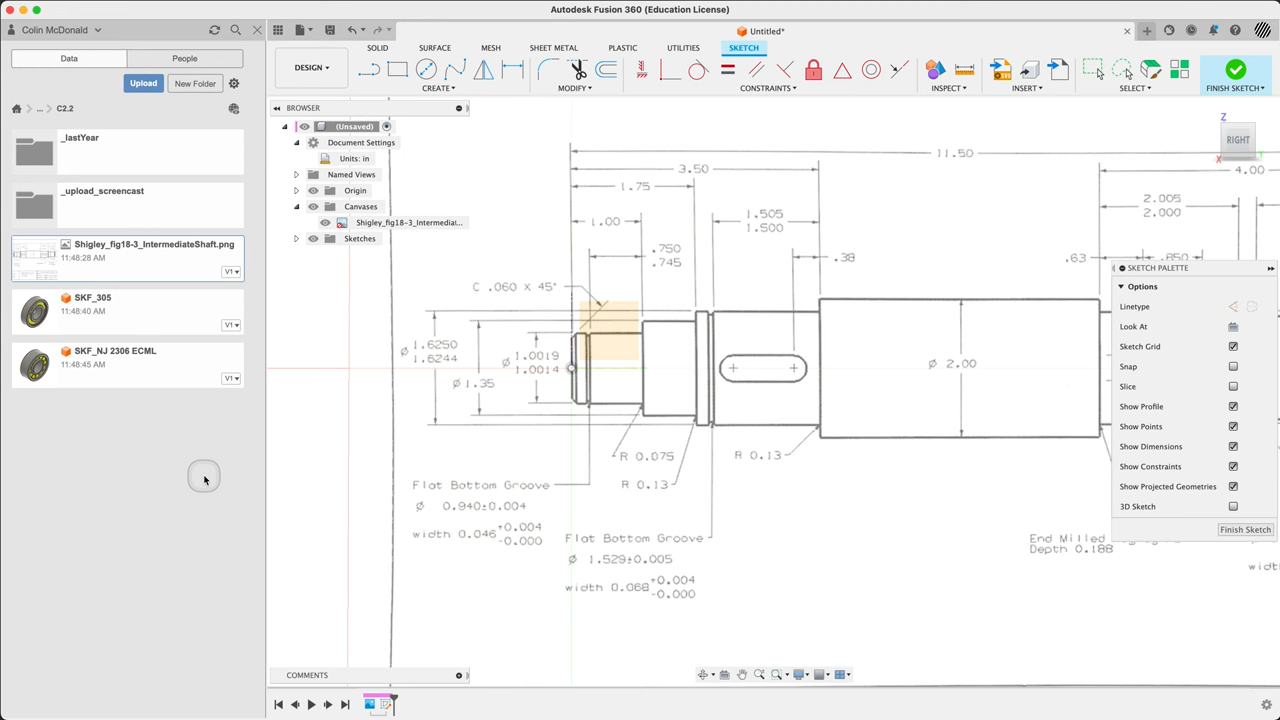 Autodesk Fusion 360 (Education License)
Colin McDonald
Untitled*
Data
People
Upload
New Folder
... C2.2
_lastYear
_upload_screencast
Shigley_fig18-3_IntermediateShaft.png
11:48:28 AM
V1
SKF_305
11:48:40 AM
V1
SKF_NJ 2306 ECML
11:48:45 AM
V1
SOLID
SURFACE
MESH
SHEET METAL
PLASTIC
UTILITIES
SKETCH
DESIGN
CREATE
MODIFY
CONSTRAINTS
INSPECT
INSERT
SELECT
FINISH SKETCH
BROWSER
(Unsaved)
Document Settings
Units: in
Named Views
Origin
Canvases
Shigley_fig18-3_Intermediat...
Sketches
Z
RIGHT
X
Y
11.50
3.50
4.00
1.75
2.005
2.000
1.00
1.505
1.500
.750
.745
.38
.63
.850
C .060 X 45°
Ø 1.6250
1.6244
Ø 1.0019
1.0014
Ø 1.35
Ø 2.00
R 0.075
R 0.13
R 0.13
Flat Bottom Groove
Ø 0.940±0.004
width 0.046 +0.004
-0.000
Flat Bottom Groove
Ø 1.529±0.005
width 0.068 +0.004
-0.000
End Milled
Depth 0.188
SKETCH PALETTE
Options
Linetype
Look At
Sketch Grid
Snap
Slice
Show Profile
Show Points
Show Dimensions
Show Constraints
Show Projected Geometries
3D Sketch
Finish Sketch
COMMENTS